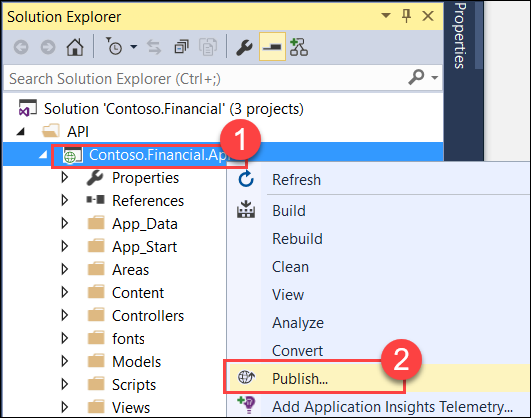 Solution Explorer
Search Solution Explorer (Ctrl+;)
Solution 'Contoso.Financial' (3 projects)
API
1
Contoso.Financial.Ap
Properties
References
App_Data
App_Start
Areas
Content
Controllers
fonts
Models
Scripts
Views
Refresh
Build
Rebuild
Clean
View
Analyze
Convert
2
Publish...
Add Application Insights Telemetry...
Properties